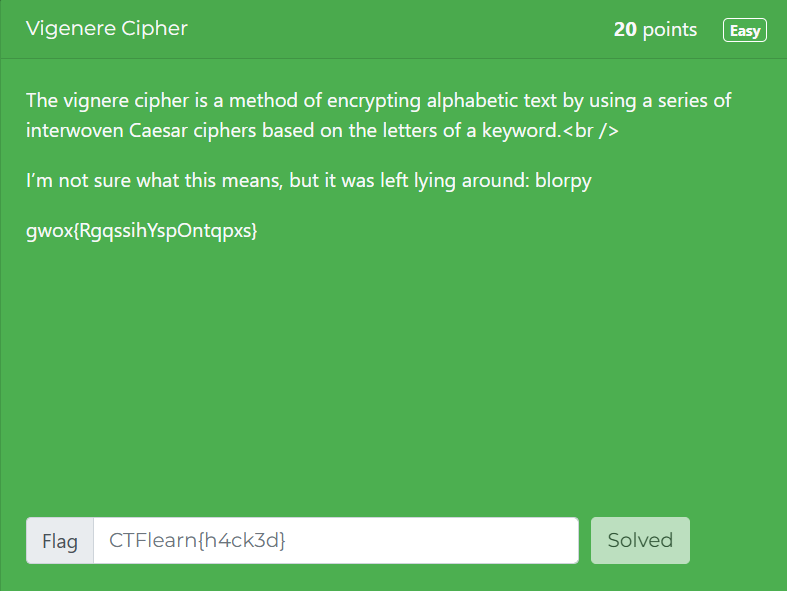 Vigenere Cipher
20 points
Easy
The vignere cipher is a method of encrypting alphabetic text by using a series of
interwoven Caesar ciphers based on the letters of a keyword.<br />
I’m not sure what this means, but it was left lying around: blorpy
gwox{RgqssihYspOntqpxs}
Flag
CTFlearn{h4ck3d}
Solved